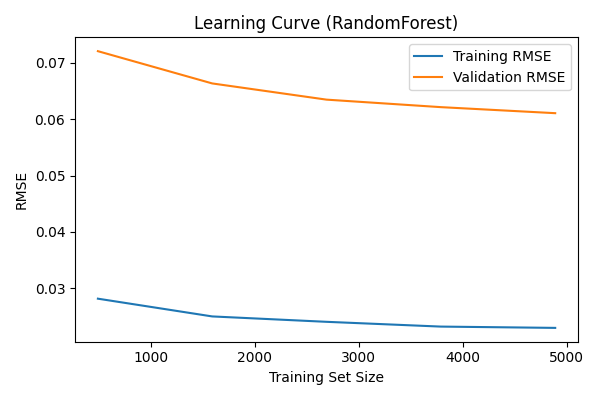 Learning Curve (RandomForest)
Training RMSE
Validation RMSE
0.07
0.06
0.05
0.04
0.03
RMSE
1000 2000 3000 4000 5000
Training Set Size